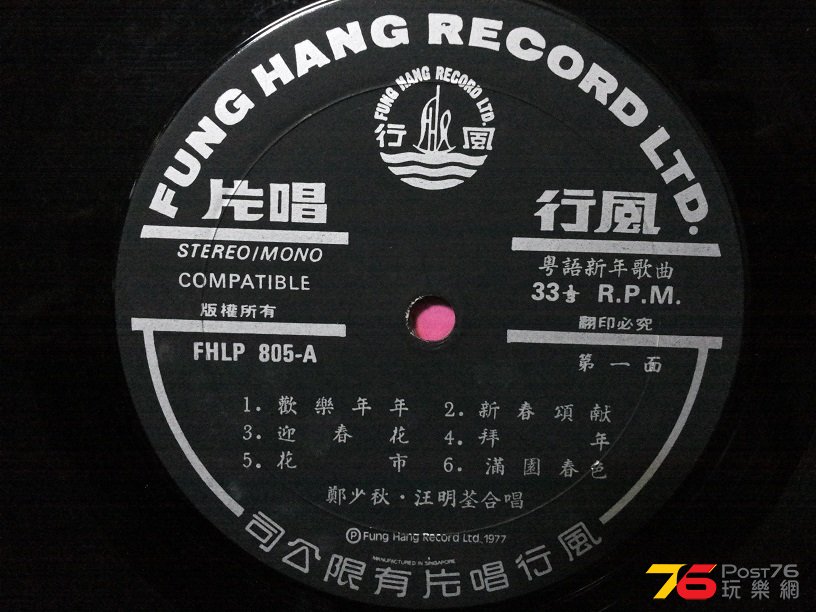 FUNG HANG RECORD LTD.
FUNG HANG RECORD LTD.
行 風
片唱 行風
STEREO/MONO
COMPATIBLE
版權所有
FHLP 805-A
粵語新年歌曲
33⅓ R.P.M.
翻印必究
第一面
1. 歡樂年年 2. 新春頌献
3. 迎春花 4. 拜年
5. 花市 6. 滿園春色
鄭少秋·汪明荃合唱
Ⓟ Fung Hang Record Ltd. 1977
MANUFACTURED IN SINGAPORE
司公限有片唱行風
76 POST76
玩樂網